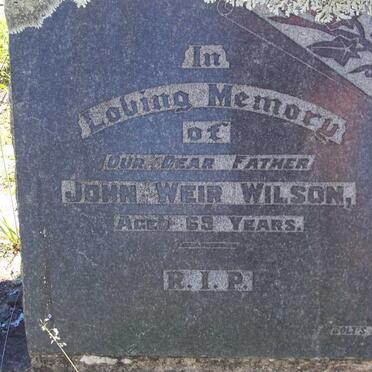 In
Loving Memory
of
OUR DEAR FATHER
JOHN WEIR WILSON,
AGED 69 YEARS.
R. I. P.